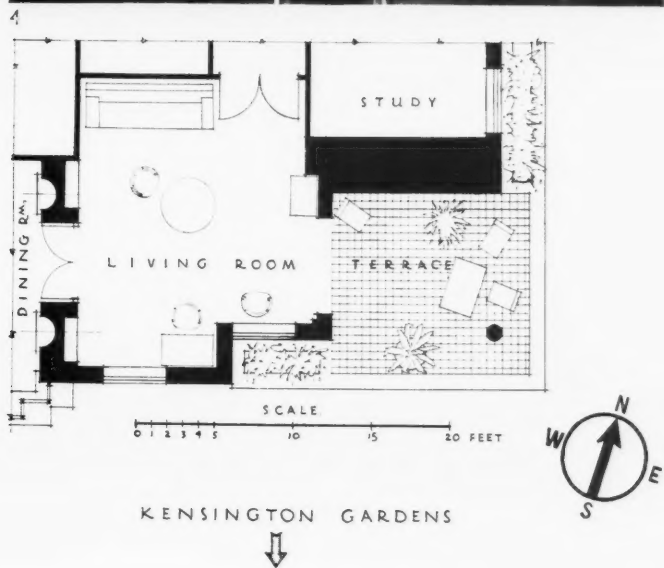 STUDY
DINING RM.
LIVING ROOM
TERRACE
SCALE
0 1 2 3 4 5 10 15 20 FEET
N
W
E
S
KENSINGTON GARDENS